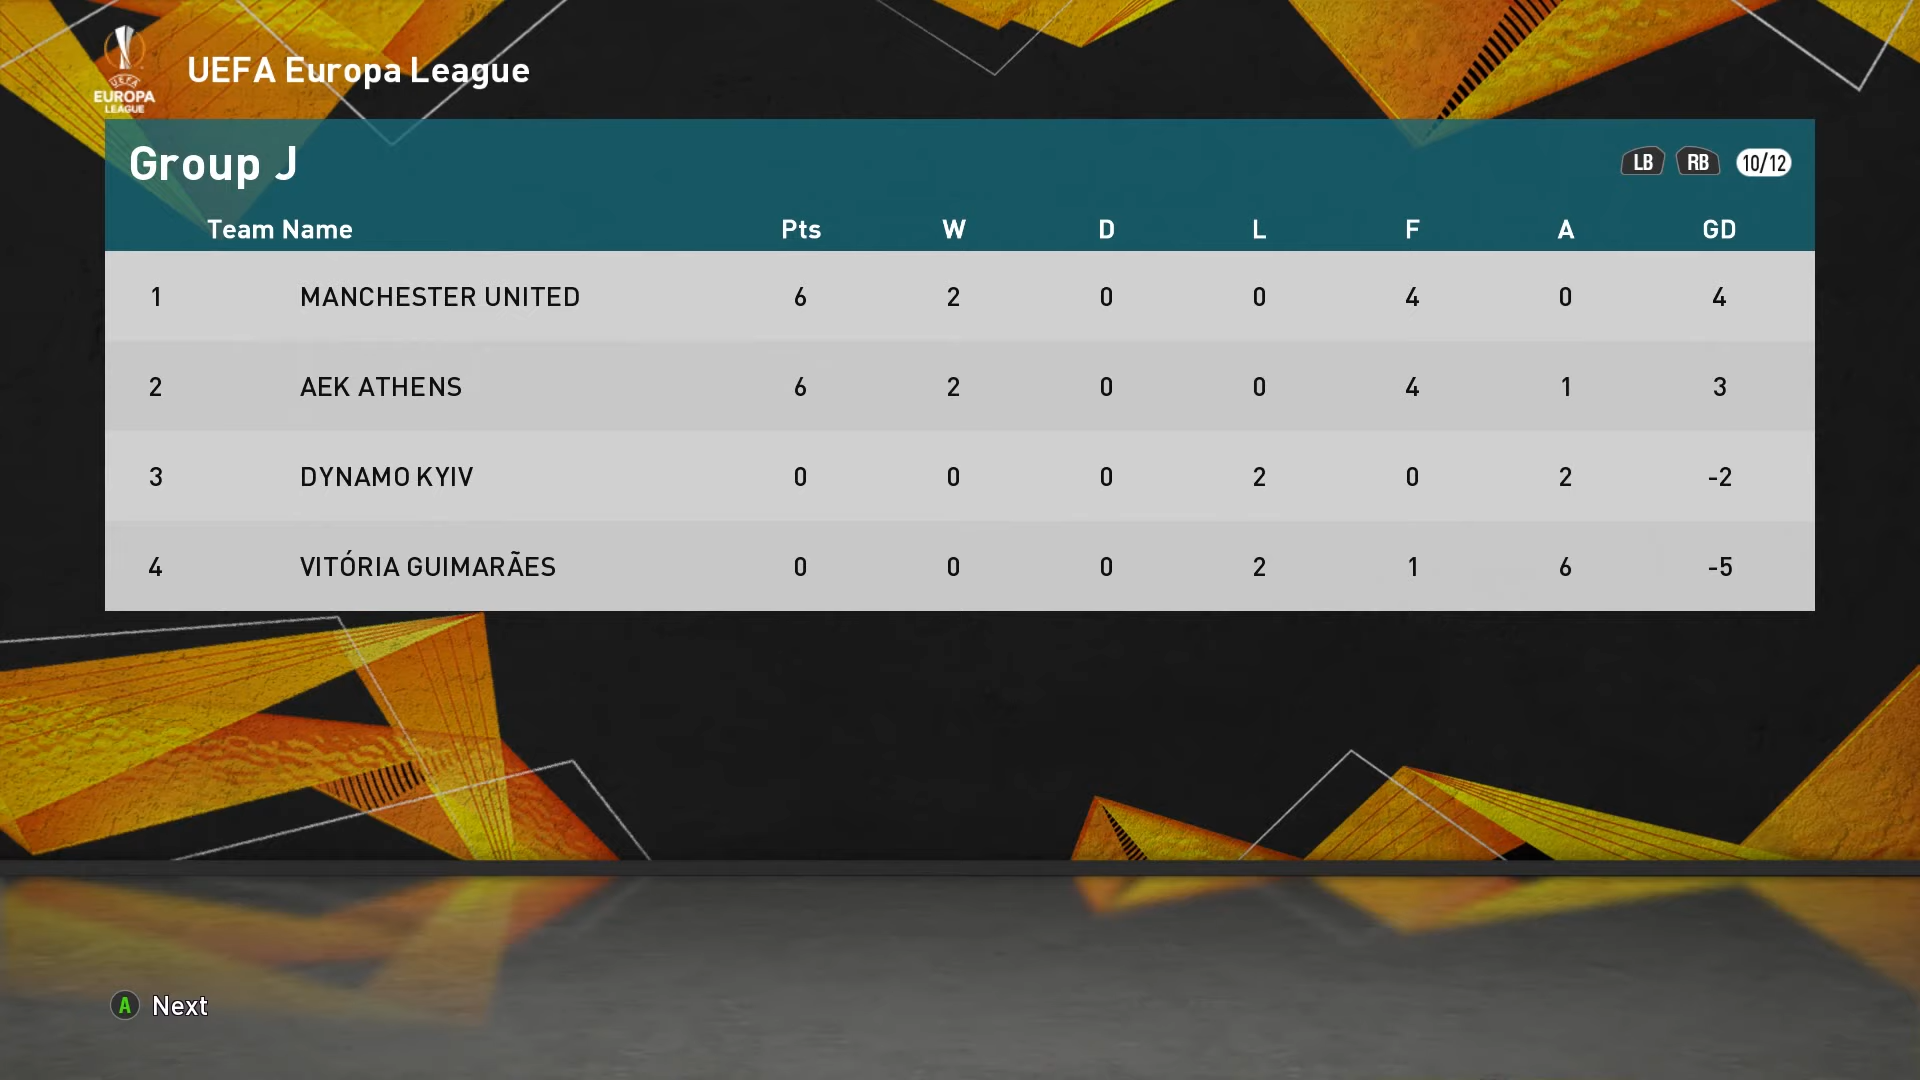 UEFA
EUROPA
LEAGUE
UEFA Europa League
Group J
LB RB 10/12
Team Name Pts W D L F A GD
1 MANCHESTER UNITED 6 2 0 0 4 0 4
2 AEK ATHENS 6 2 0 0 4 1 3
3 DYNAMO KYIV 0 0 0 2 0 2 -2
4 VITÓRIA GUIMARÃES 0 0 0 2 1 6 -5
A Next